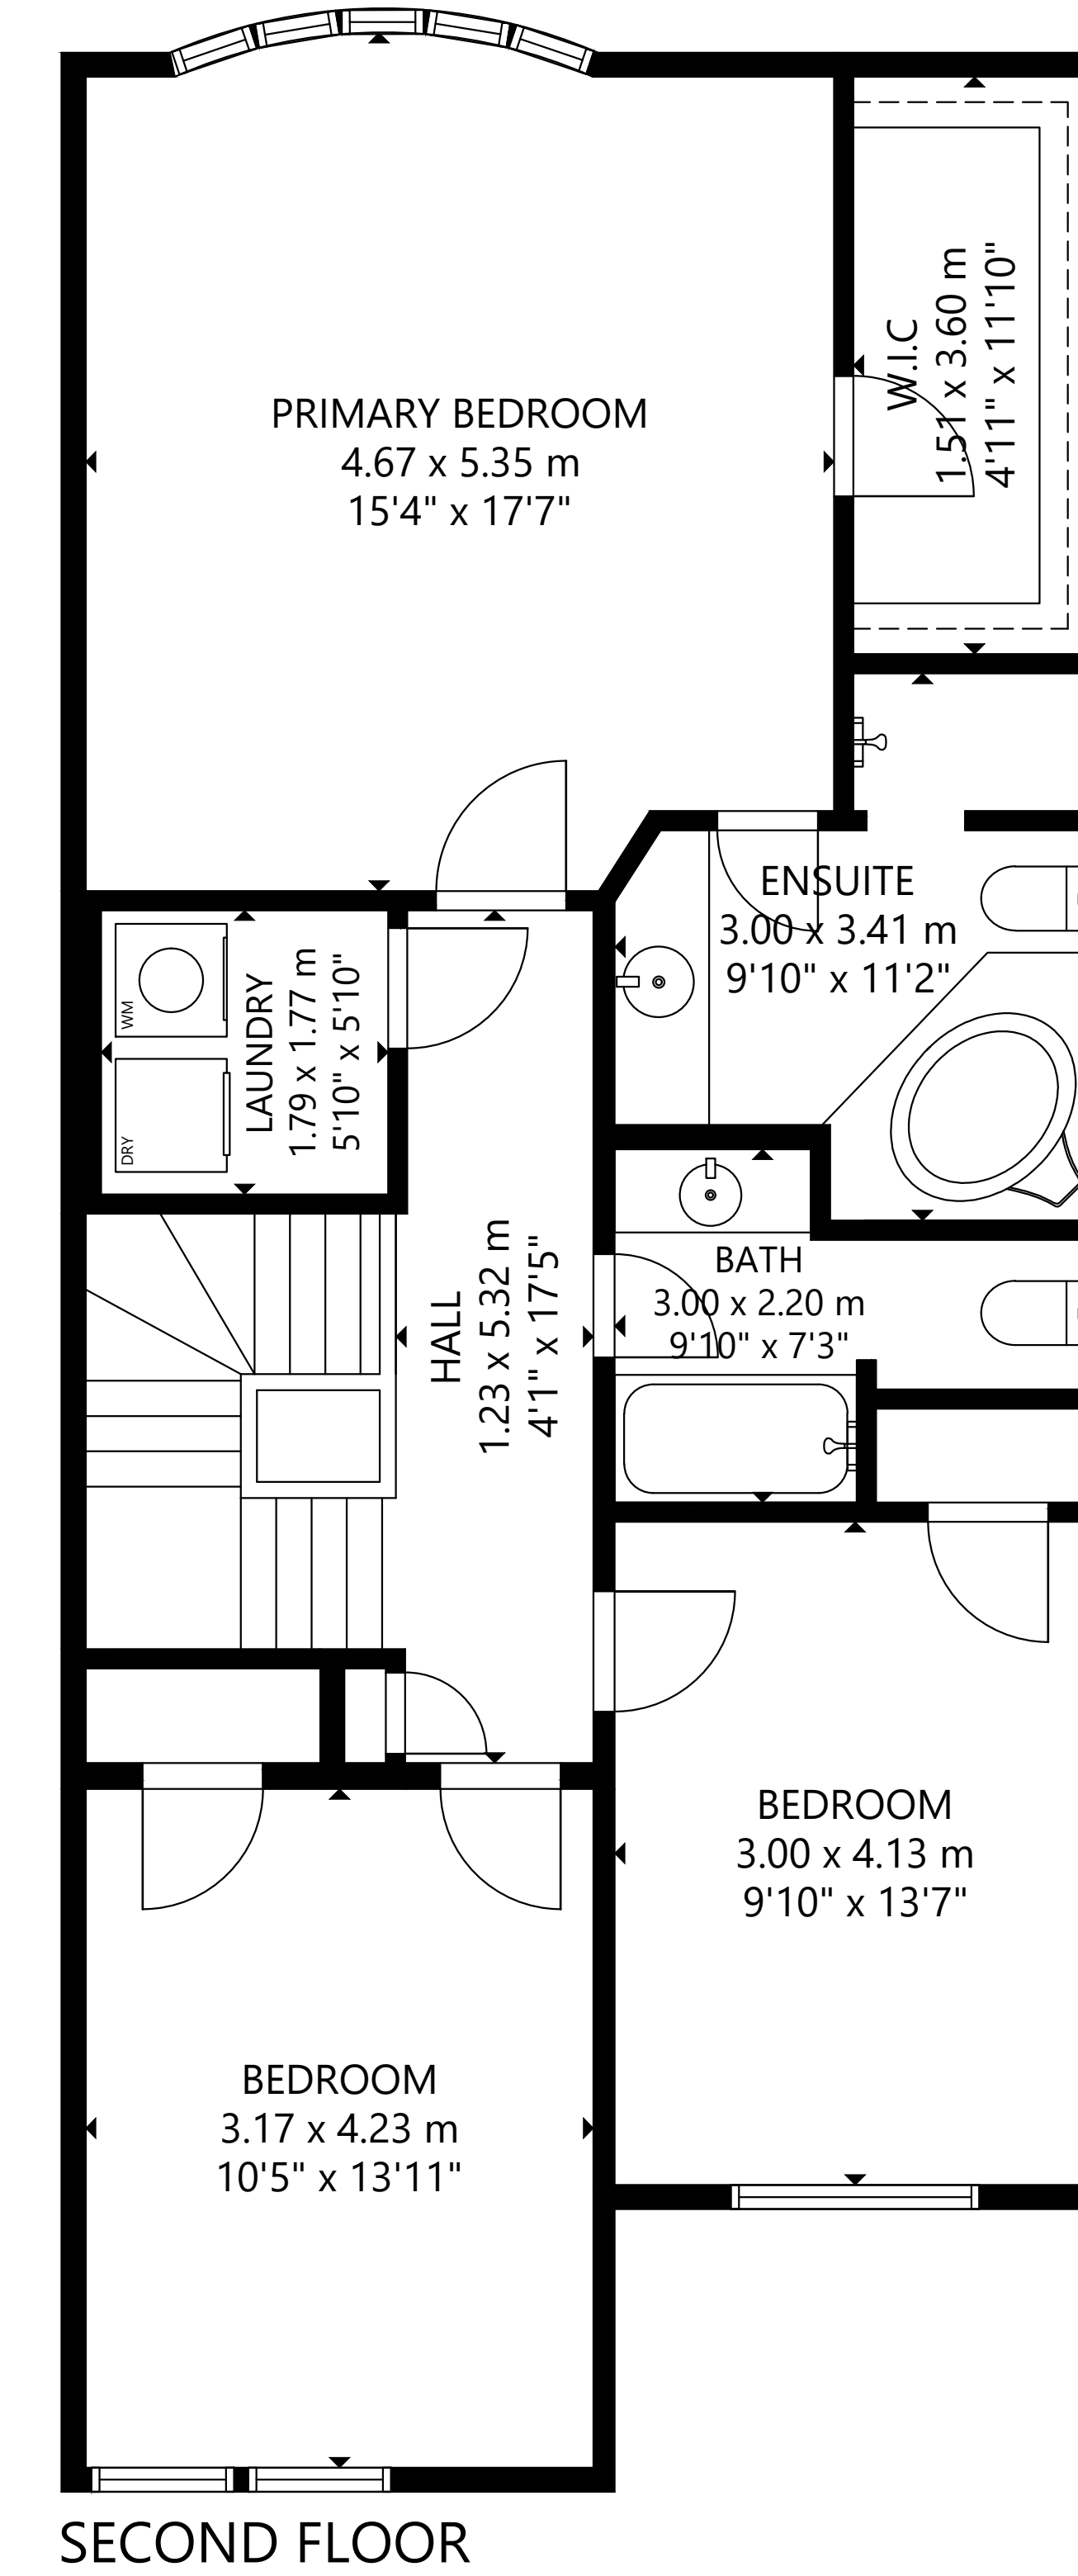 W.I.C
1.51 x 3.60 m
4'11" x 11'10"
PRIMARY BEDROOM
4.67 x 5.35 m
15'4" x 17'7"
ENSUITE
3.00 x 3.41 m
9'10" x 11'2"
WM
DRY
LAUNDRY
1.79 x 1.77 m
5'10" x 5'10"
HALL
1.23 x 5.32 m
4'1" x 17'5"
BATH
3.00 x 2.20 m
9'10" x 7'3"
BEDROOM
3.00 x 4.13 m
9'10" x 13'7"
BEDROOM
3.17 x 4.23 m
10'5" x 13'11"
SECOND FLOOR